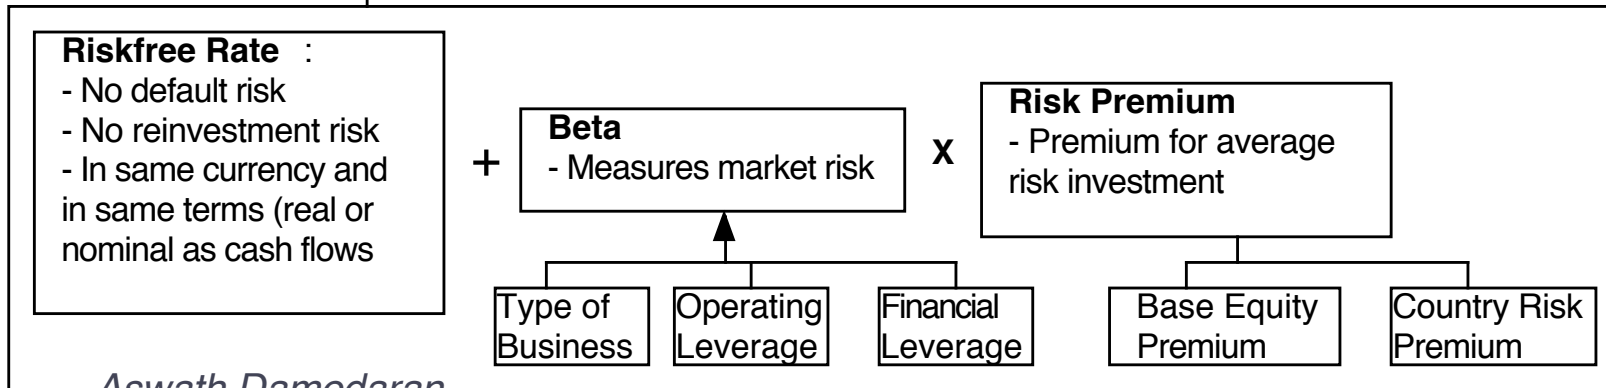 Riskfree Rate :
- No default risk
- No reinvestment risk
- In same currency and
in same terms (real or
nominal as cash flows
+
Beta
- Measures market risk
X
Risk Premium
- Premium for average
risk investment
Type of
Business
Operating
Leverage
Financial
Leverage
Base Equity
Premium
Country Risk
Premium
Aswath Damodaran